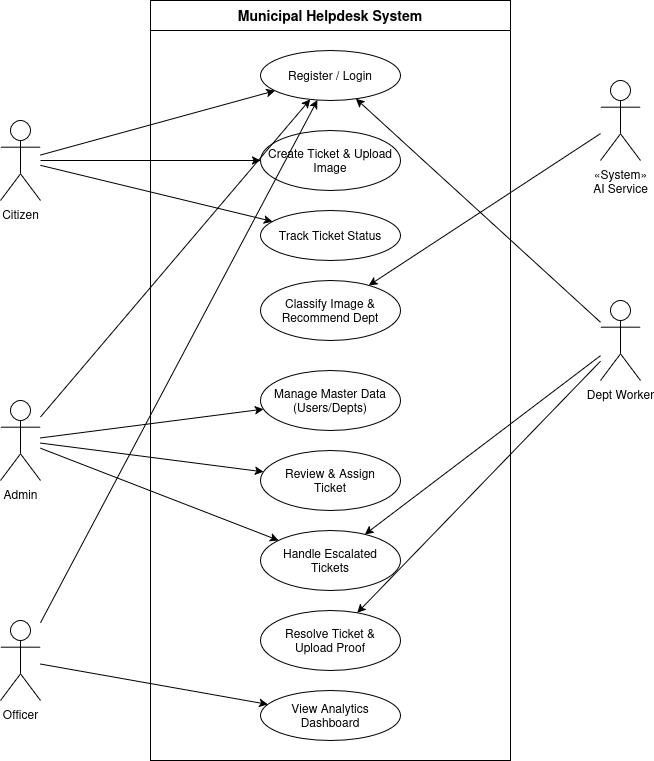 Municipal Helpdesk System
Register / Login
Create Ticket & Upload
Image
Track Ticket Status
Classify Image &
Recommend Dept
Manage Master Data
(Users/Depts)
Review & Assign
Ticket
Handle Escalated
Tickets
Resolve Ticket &
Upload Proof
View Analytics
Dashboard
Citizen
Admin
Officer
«System»
AI Service
Dept Worker